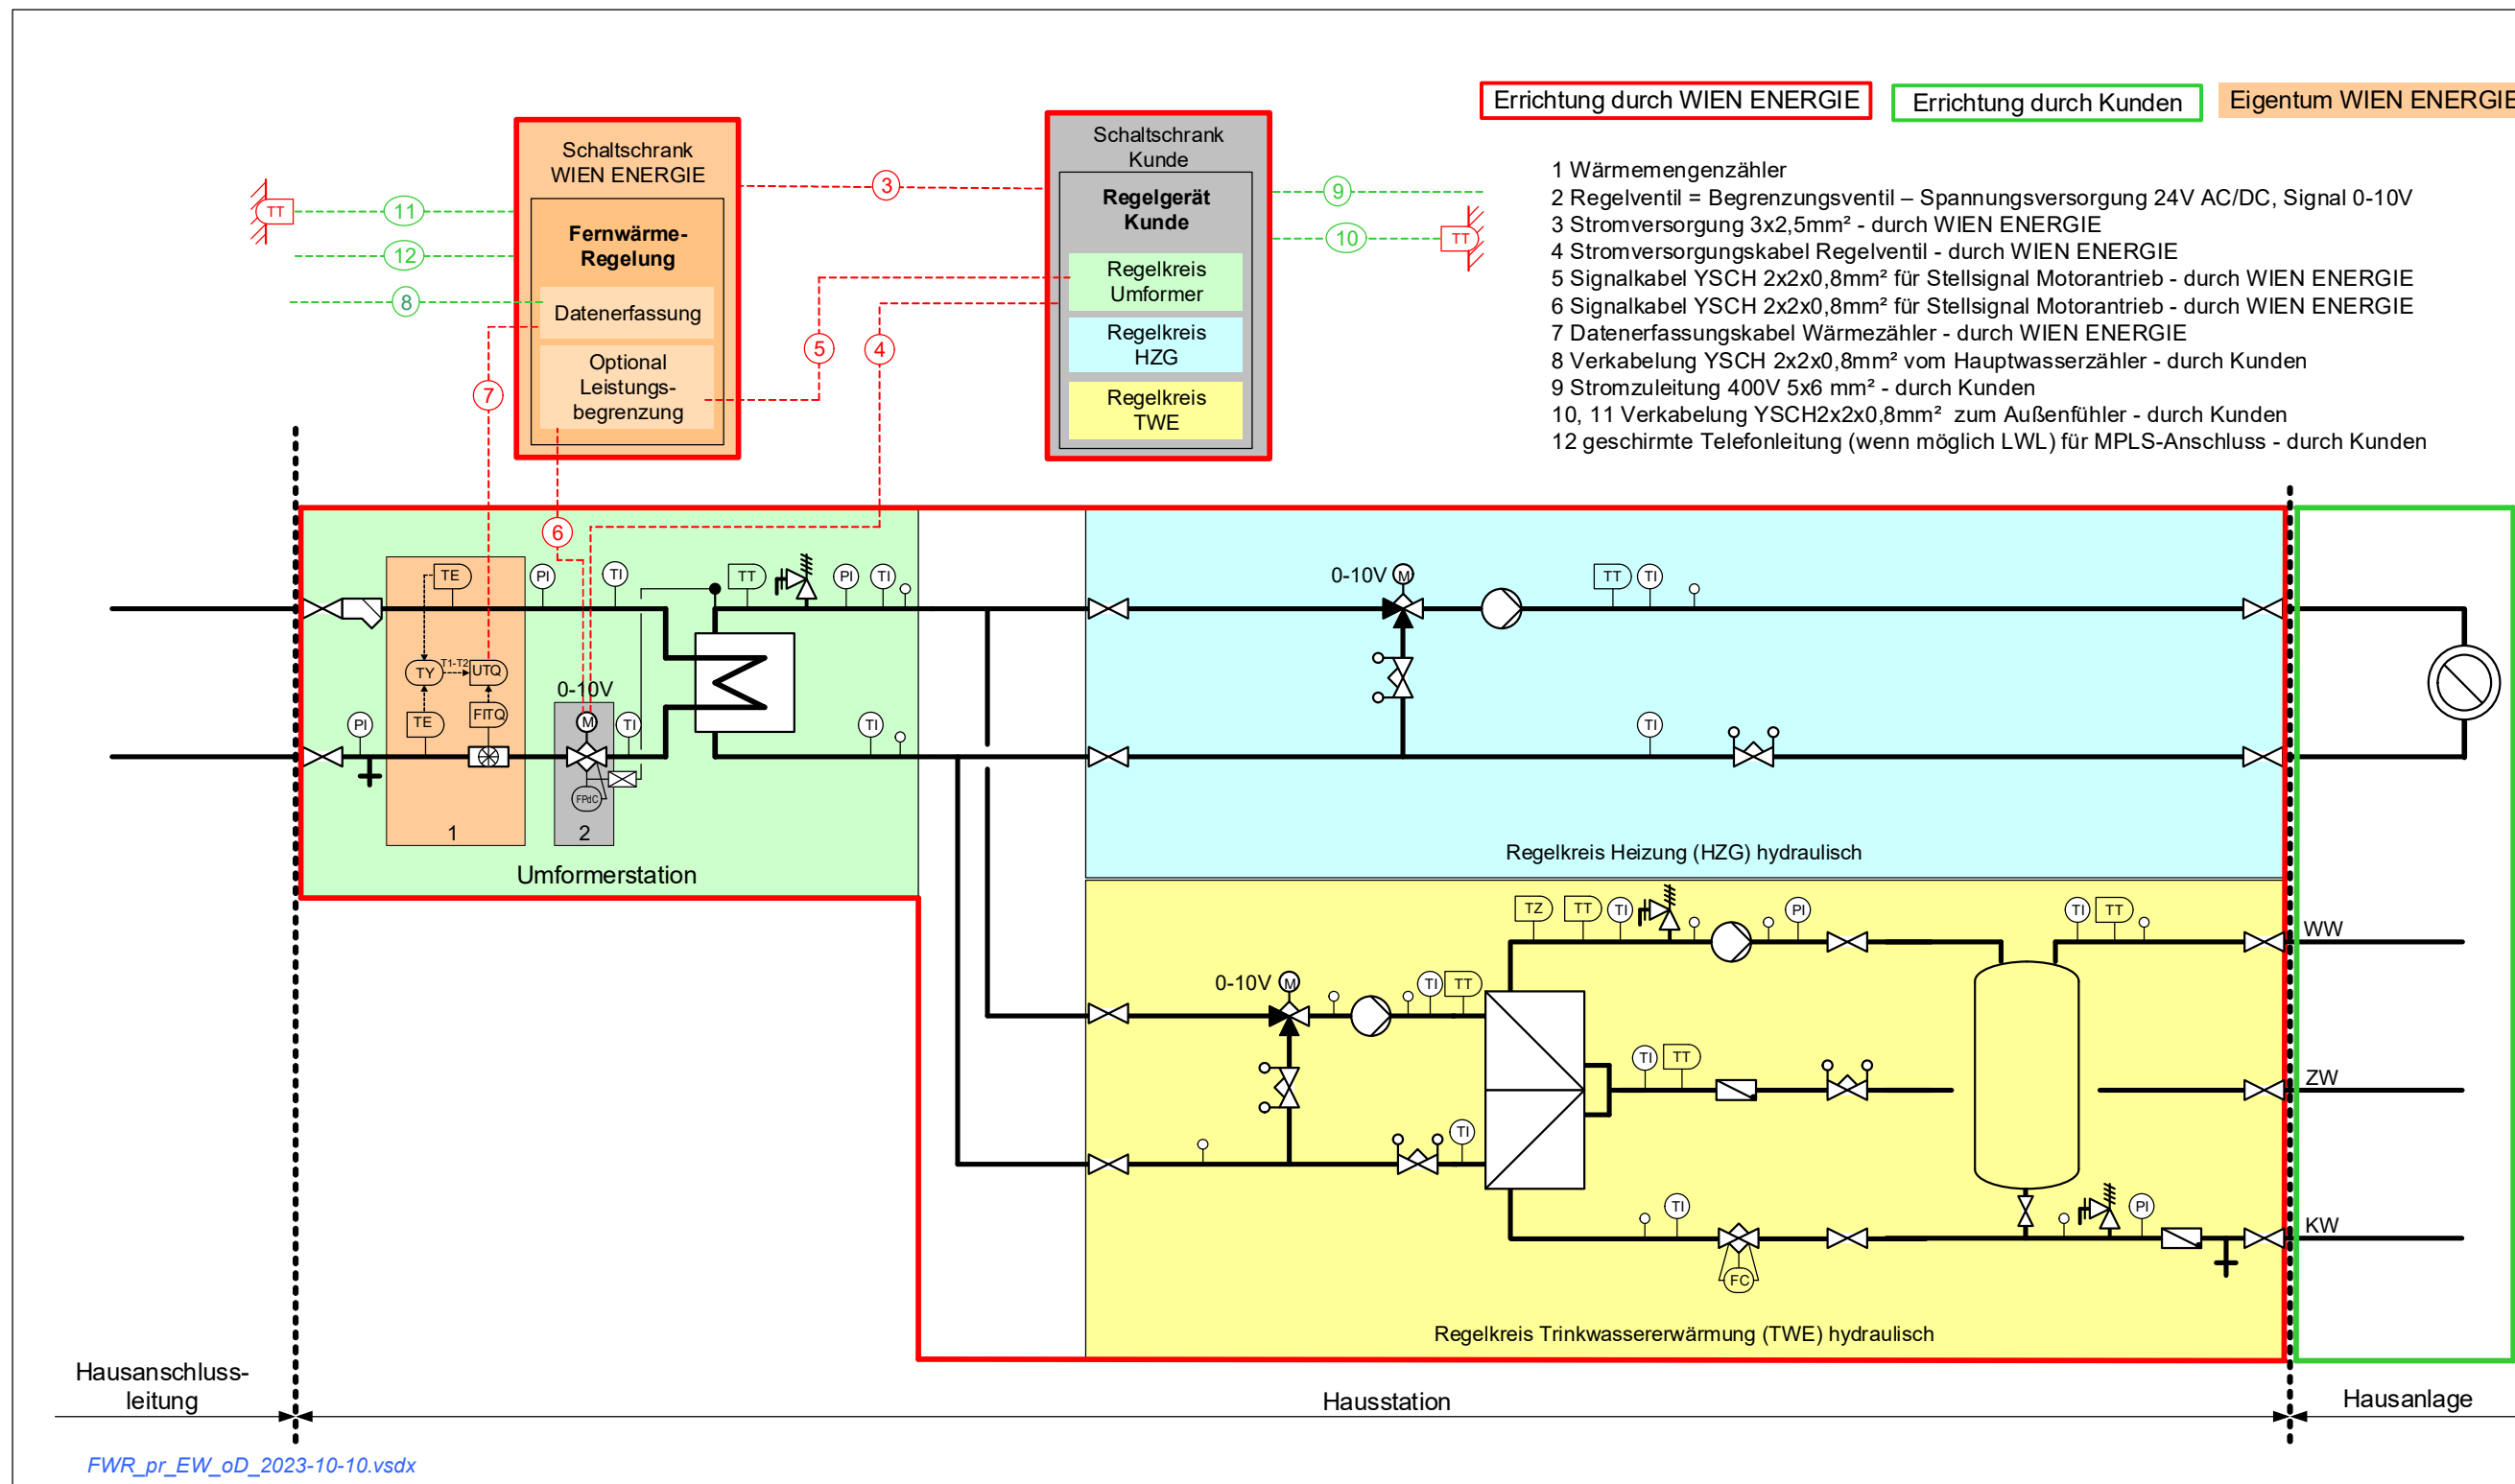 Errichtung durch WIEN ENERGIE
Errichtung durch Kunden
Eigentum WIEN ENERGIE
Schaltschrank
WIEN ENERGIE
Fernwärme-
Regelung
Datenerfassung
Optional
Leistungs-
begrenzung
Schaltschrank
Kunde
Regelgerät
Kunde
Regelkreis
Umformer
Regelkreis
HZG
Regelkreis
TWE
TT
11
12
8
7
3
5
4
6
9
10
TT
1 Wärmemengenzähler
2 Regelventil = Begrenzungsventil – Spannungsversorgung 24V AC/DC, Signal 0-10V
3 Stromversorgung 3x2,5mm² - durch WIEN ENERGIE
4 Stromversorgungskabel Regelventil - durch WIEN ENERGIE
5 Signalkabel YSCH 2x2x0,8mm² für Stellsignal Motorantrieb - durch WIEN ENERGIE
6 Signalkabel YSCH 2x2x0,8mm² für Stellsignal Motorantrieb - durch WIEN ENERGIE
7 Datenerfassungskabel Wärmezähler - durch WIEN ENERGIE
8 Verkabelung YSCH 2x2x0,8mm² vom Hauptwasserzähler - durch Kunden
9 Stromzuleitung 400V 5x6 mm² - durch Kunden
10, 11 Verkabelung YSCH2x2x0,8mm² zum Außenfühler - durch Kunden
12 geschirmte Telefonleitung (wenn möglich LWL) für MPLS-Anschluss - durch Kunden
TE
PI
TI
TT
PI
TI
TY
T1-T2
UTQ
0-10V
PI
TE
FITQ
M
TI
TI
FPdC
1
2
Umformerstation
0-10V
M
TT
TI
TI
Regelkreis Heizung (HZG) hydraulisch
TZ
TT
TI
PI
TI
TT
WW
0-10V
M
TI
TT
TI
TT
ZW
TI
TI
PI
KW
FC
Regelkreis Trinkwassererwärmung (TWE) hydraulisch
Hausanschluss-
leitung
Hausstation
Hausanlage
FWR_pr_EW_oD_2023-10-10.vsdx